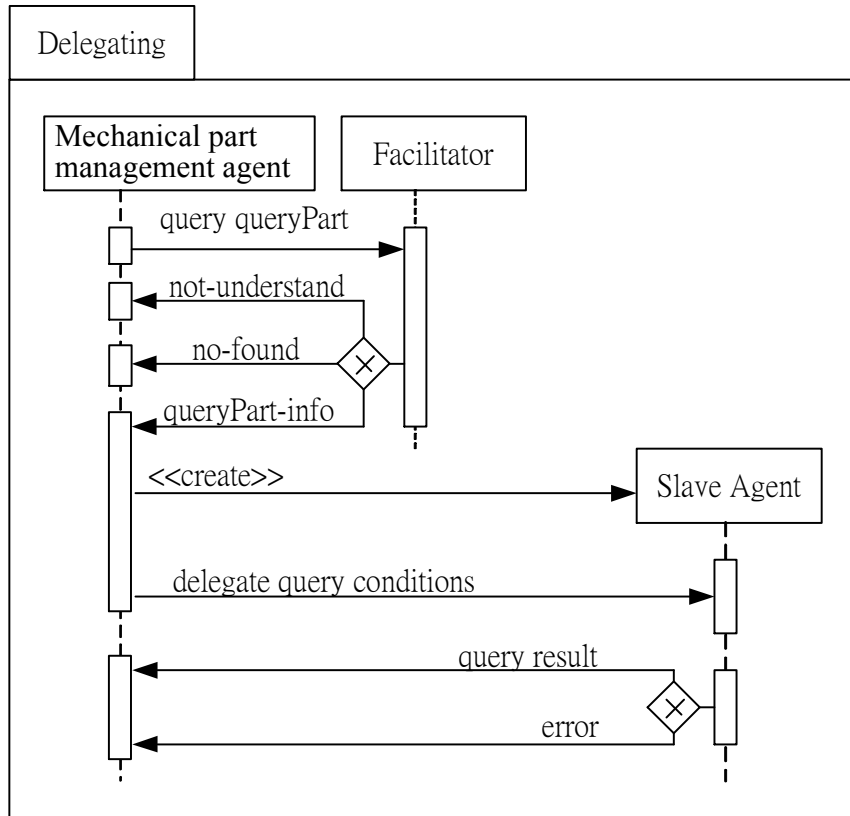 Delegating
Mechanical part
management agent
Facilitator
query queryPart
not-understand
no-found
queryPart-info
<<create>>
Slave Agent
delegate query conditions
query result
error